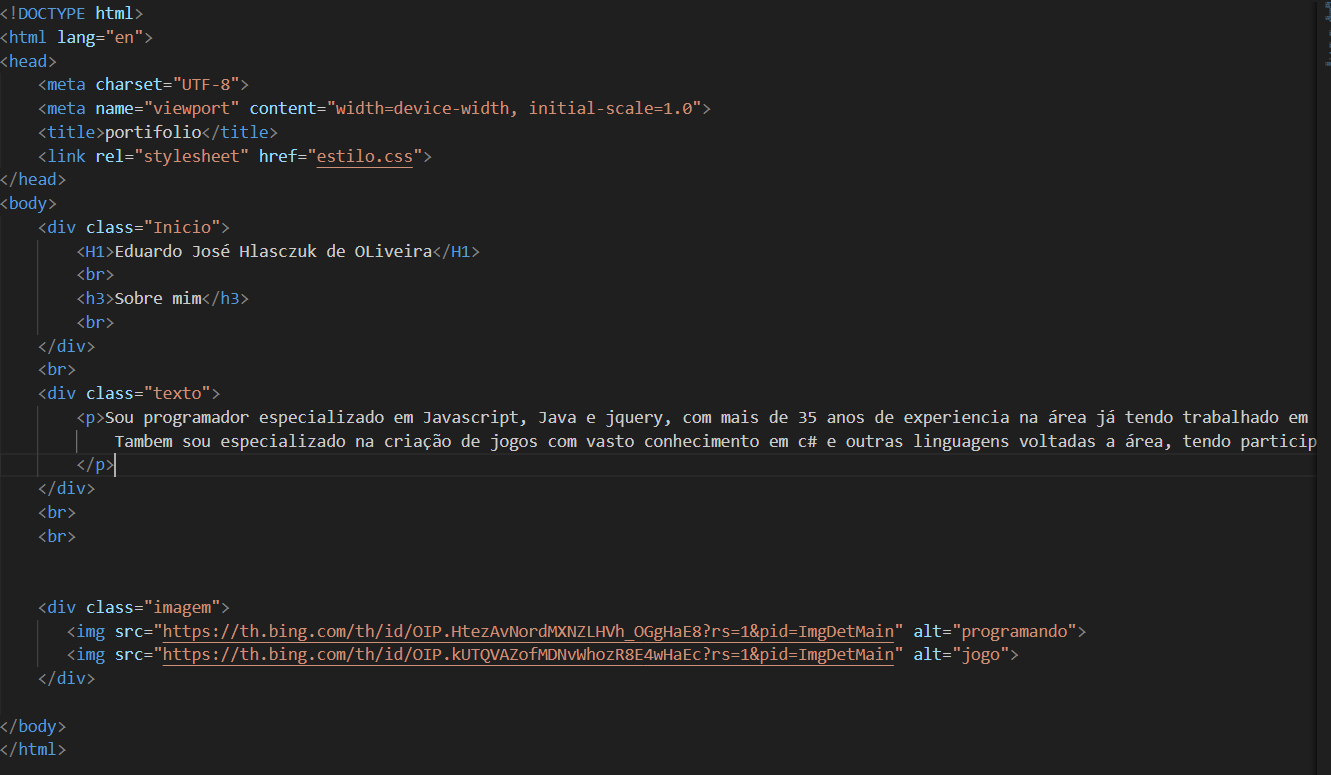 <!DOCTYPE html>
<html lang="en">
<head>
    <meta charset="UTF-8">
    <meta name="viewport" content="width=device-width, initial-scale=1.0">
    <title>portifolio</title>
    <link rel="stylesheet" href="estilo.css">
</head>
<body>
    <div class="Inicio">
        <H1>Eduardo José Hlasczuk de OLiveira</H1>
        <br>
        <h3>Sobre mim</h3>
        <br>
    </div>
    <br>
    <div class="texto">
        <p>Sou programador especializado em Javascript, Java e jquery, com mais de 35 anos de experiencia na área já tendo trabalhado em
            Tambem sou especializado na criação de jogos com vasto conhecimento em c# e outras linguagens voltadas a área, tendo particip
        </p>
    </div>
    <br>
    <br>
    <div class="imagem">
       <img src="https://th.bing.com/th/id/OIP.HtezAvNordMXNZLHVh_OGgHaE8?rs=1&pid=ImgDetMain" alt="programando">
       <img src="https://th.bing.com/th/id/OIP.kUTQVAZofMDNvWhozR8E4wHaEc?rs=1&pid=ImgDetMain" alt="jogo">
    </div>
</body>
</html>